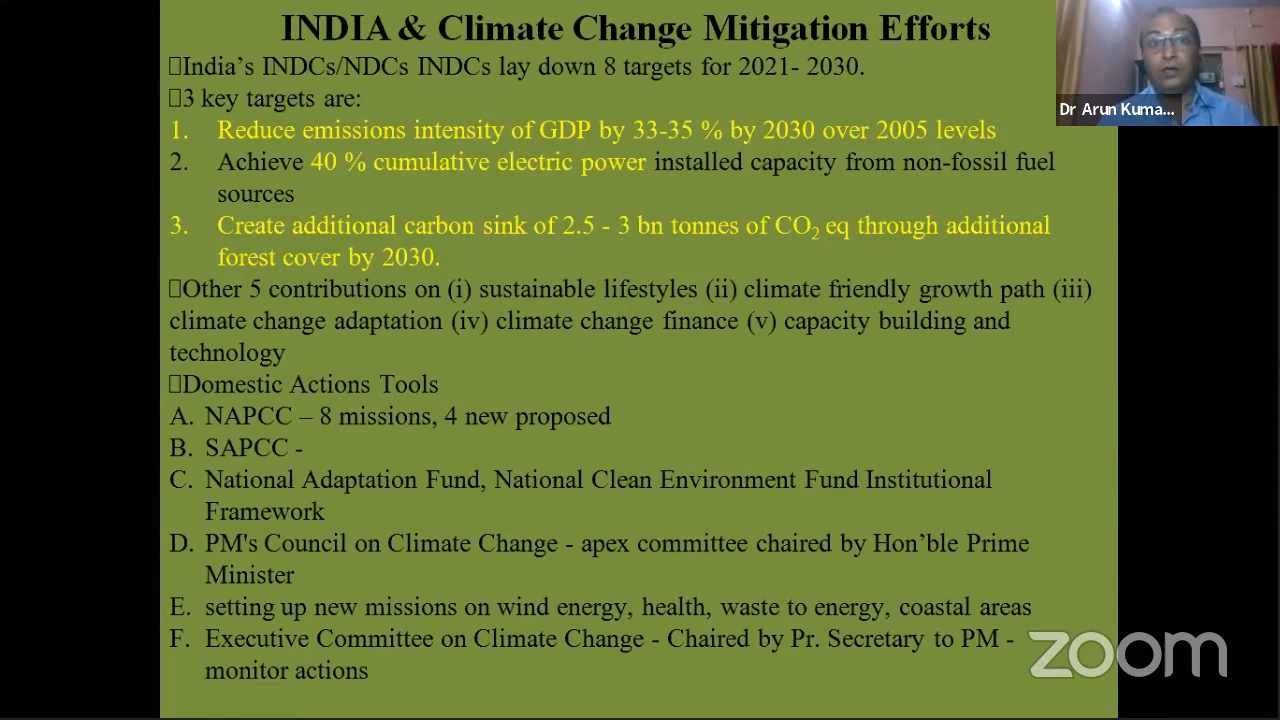 INDIA & Climate Change Mitigation Efforts
India's INDCs/NDCs INDCs lay down 8 targets for 2021- 2030.
3 key targets are:
1. Reduce emissions intensity of GDP by 33-35 % by 2030 over 2005 levels
2. Achieve 40 % cumulative electric power installed capacity from non-fossil fuel
sources
3. Create additional carbon sink of 2.5 - 3 bn tonnes of CO₂ eq through additional
forest cover by 2030.
Other 5 contributions on (i) sustainable lifestyles (ii) climate friendly growth path (iii)
climate change adaptation (iv) climate change finance (v) capacity building and
technology
Domestic Actions Tools
A. NAPCC – 8 missions, 4 new proposed
B. SAPCC -
C. National Adaptation Fund, National Clean Environment Fund Institutional
Framework
D. PM's Council on Climate Change - apex committee chaired by Hon’ble Prime
Minister
E. setting up new missions on wind energy, health, waste to energy, coastal areas
F. Executive Committee on Climate Change - Chaired by Pr. Secretary to PM -
monitor actions
Dr Arun Kuma...
zoom